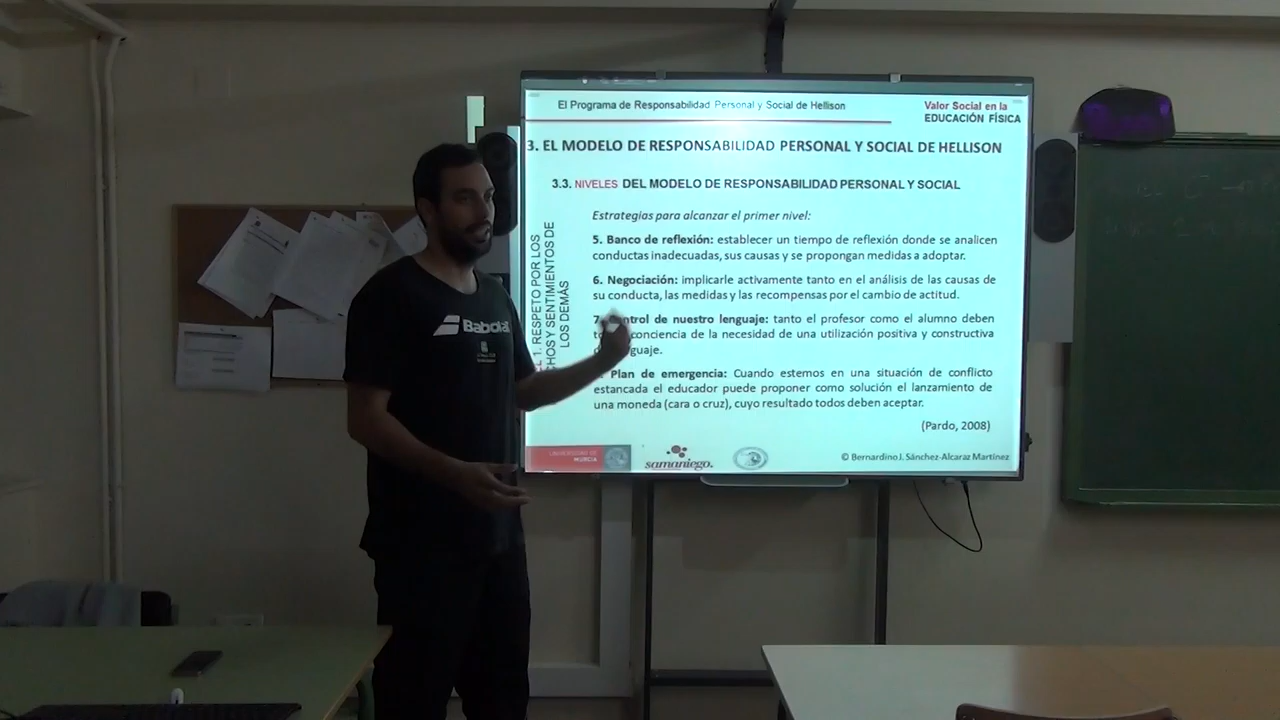 El Programa de Responsabilidad Personal y Social de Hellison
Valor Social en la
EDUCACIÓN FÍSICA
3. EL MODELO DE RESPONSABILIDAD PERSONAL Y SOCIAL DE HELLISON
3.3. NIVELES DEL MODELO DE RESPONSABILIDAD PERSONAL Y SOCIAL
1. RESPETO POR LOS
Y SENTIMIENTOS DE
LOS DEMÁS
Estrategias para alcanzar el primer nivel:
5. Banco de reflexión: establecer un tiempo de reflexión donde se analicen
conductas inadecuadas, sus causas y se propongan medidas a adoptar.
6. Negociación: implicarle activamente tanto en el análisis de las causas de
su conducta, las medidas y las recompensas por el cambio de actitud.
7. de nuestro lenguaje: tanto el profesor como el alumno deben
conciencia de la necesidad de una utilización positiva y constructiva
Plan de emergencia: Cuando estemos en una situación de conflicto
estancada el educador puede proponer como solución el lanzamiento de
una moneda (cara o cruz), cuyo resultado todos deben aceptar.
(Pardo, 2008)
UNIVERSIDAD DE
MURCIA
samaniego.
© Bernardino J. Sánchez-Alcaraz Martínez
Babolat